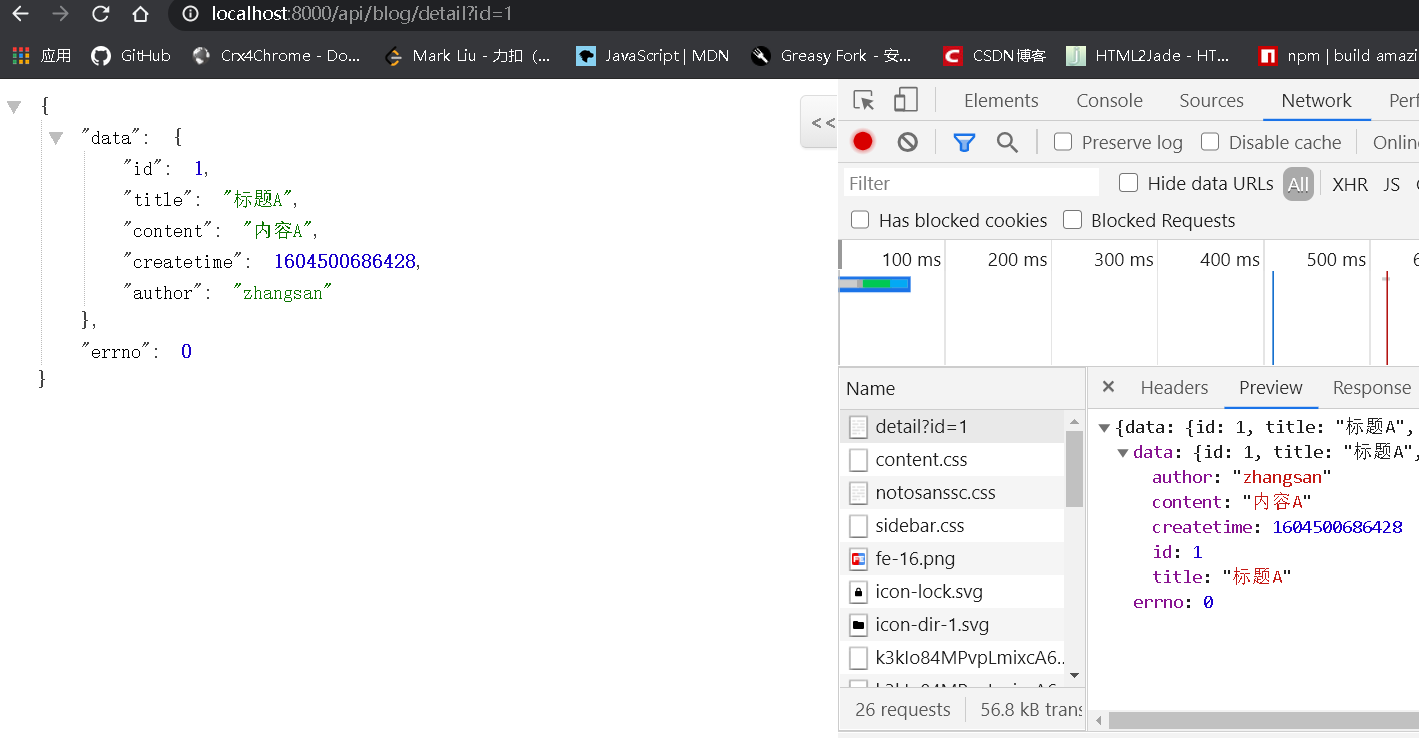 localhost:8000/api/blog/detail?id=1
应用 GitHub Crx4Chrome - Do... Mark Liu - 力扣（... JavaScript | MDN Greasy Fork - 安... CSDN博客 HTML2Jade - HT... npm | build amazi
{
"data": {
"id": 1,
"title": "标题A",
"content": "内容A",
"createtime": 1604500686428,
"author": "zhangsan"
},
"errno": 0
}
<<
Elements Console Sources Network Perf
Preserve log Disable cache Online
Filter Hide data URLs All XHR JS
Has blocked cookies Blocked Requests
100 ms 200 ms 300 ms 400 ms 500 ms 6
Name
detail?id=1
content.css
notosanssc.css
sidebar.css
fe-16.png
icon-lock.svg
icon-dir-1.svg
k3kIo84MPvpLmixcA6..
26 requests 56.8 kB trans
× Headers Preview Response
{data: {id: 1, title: "标题A",
data: {id: 1, title: "标题A",
author: "zhangsan"
content: "内容A"
createtime: 1604500686428
id: 1
title: "标题A"
errno: 0